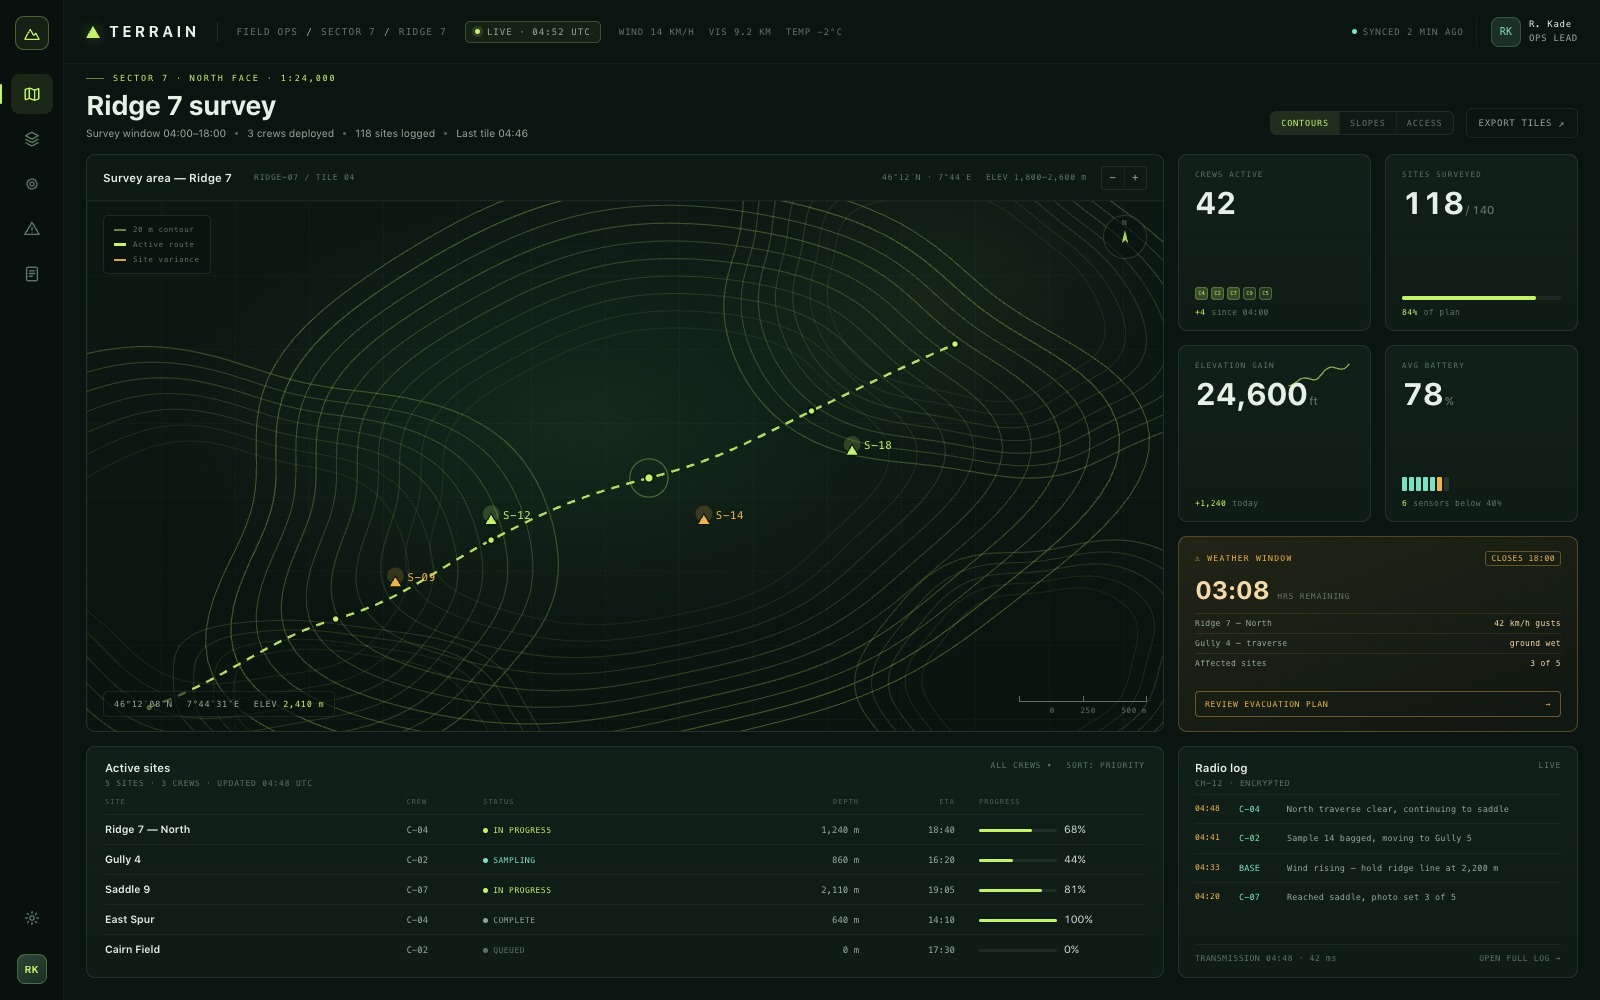 TERRAIN
FIELD OPS / SECTOR 7 / RIDGE 7
LIVE · 04:52 UTC
WIND 14 KM/H VIS 9.2 KM TEMP −2°C
SYNCED 2 MIN AGO
RK
R. Kade
OPS LEAD
SECTOR 7 · NORTH FACE · 1:24,000
Ridge 7 survey
Survey window 04:00–18:00 • 3 crews deployed • 118 sites logged • Last tile 04:46
CONTOURS SLOPES ACCESS
EXPORT TILES ↗
Survey area — Ridge 7
RIDGE-07 / TILE 04
46°12′N · 7°44′E ELEV 1,800–2,600 m
− +
20 m contour
Active route
Site variance
N
S-18
S-12
S-14
S-09
46°12′08″N 7°44′31″E ELEV 2,410 m
0 250 500 m
CREWS ACTIVE
42
C4 C2 C7 C9 C5
+4 since 04:00
SITES SURVEYED
118 / 140
84% of plan
ELEVATION GAIN
24,600 ft
+1,240 today
AVG BATTERY
78 %
6 sensors below 40%
⚠ WEATHER WINDOW
CLOSES 18:00
03:08 HRS REMAINING
Ridge 7 — North 42 km/h gusts
Gully 4 — traverse ground wet
Affected sites 3 of 5
REVIEW EVACUATION PLAN →
Active sites
5 SITES · 3 CREWS · UPDATED 04:48 UTC
ALL CREWS ▾ SORT: PRIORITY
SITE CREW STATUS DEPTH ETA PROGRESS
Ridge 7 — North C-04 IN PROGRESS 1,240 m 18:40 68%
Gully 4 C-02 SAMPLING 860 m 16:20 44%
Saddle 9 C-07 IN PROGRESS 2,110 m 19:05 81%
East Spur C-04 COMPLETE 640 m 14:10 100%
Cairn Field C-02 QUEUED 0 m 17:30 0%
Radio log
LIVE
CH-12 · ENCRYPTED
04:48 C-04 North traverse clear, continuing to saddle
04:41 C-02 Sample 14 bagged, moving to Gully 5
04:33 BASE Wind rising — hold ridge line at 2,200 m
04:20 C-07 Reached saddle, photo set 3 of 5
TRANSMISSION 04:48 · 42 ms
OPEN FULL LOG →
RK